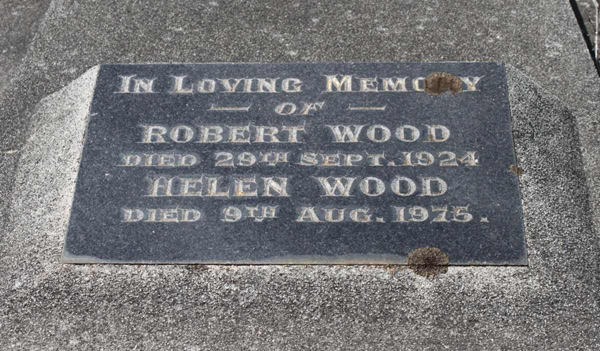 In Loving Memory
— OF —
ROBERT WOOD
DIED 29TH SEPT. 1924
HELEN WOOD
DIED 9TH AUG. 1975.